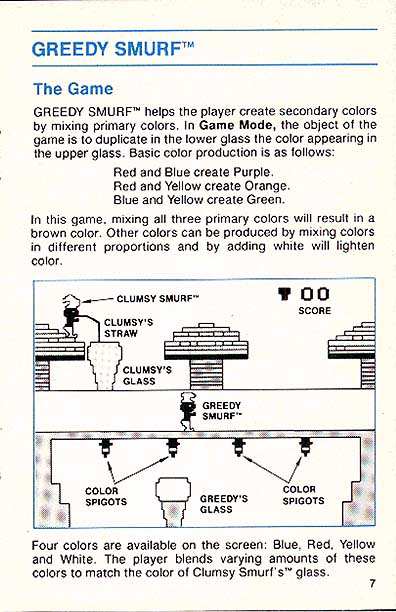 GREEDY SMURF™
The Game
GREEDY SMURF™ helps the player create secondary colors
by mixing primary colors. In Game Mode, the object of the
game is to duplicate in the lower glass the color appearing in
the upper glass. Basic color production is as follows:
Red and Blue create Purple.
Red and Yellow create Orange.
Blue and Yellow create Green.
In this game, mixing all three primary colors will result in a
brown color. Other colors can be produced by mixing colors
in different proportions and by adding white will lighten
color.
CLUMSY SMURF™
00
SCORE
CLUMSY'S
STRAW
CLUMSY'S
GLASS
GREEDY
SMURF™
COLOR
SPIGOTS
GREEDY'S
GLASS
COLOR
SPIGOTS
Four colors are available on the screen: Blue, Red, Yellow
and White. The player blends varying amounts of these
colors to match the color of Clumsy Smurf's™ glass.
7